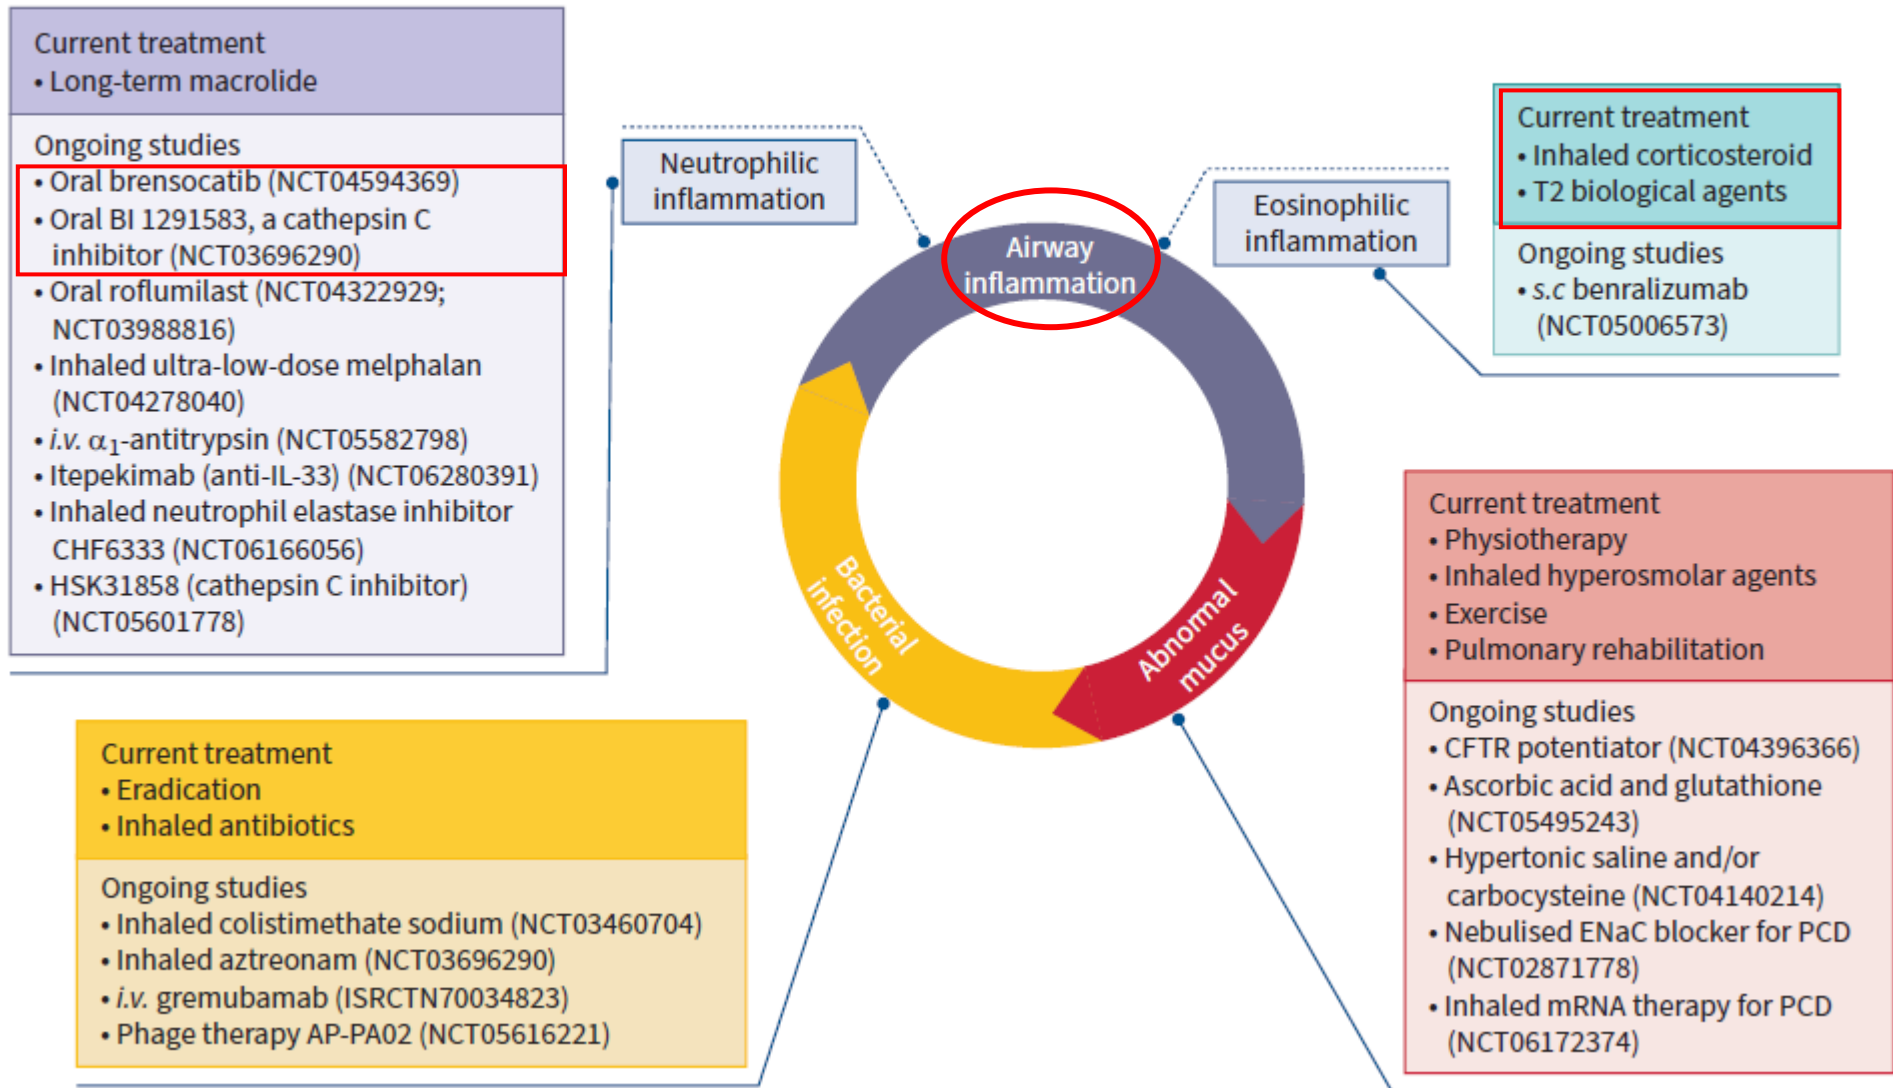 Current treatment
• Long-term macrolide
Ongoing studies
• Oral brensocatib (NCT04594369)
• Oral BI 1291583, a cathepsin C
inhibitor (NCT03696290)
• Oral roflumilast (NCT04322929;
NCT03988816)
• Inhaled ultra-low-dose melphalan
(NCT04278040)
• i.v. α₁-antitrypsin (NCT05582798)
• Itepekimab (anti-IL-33) (NCT06280391)
• Inhaled neutrophil elastase inhibitor
CHF6333 (NCT06166056)
• HSK31858 (cathepsin C inhibitor)
(NCT05601778)
Neutrophilic
inflammation
Airway
inflammation
Eosinophilic
inflammation
Current treatment
• Inhaled corticosteroid
• T2 biological agents
Ongoing studies
• s.c benralizumab
(NCT05006573)
Bacterial
infection
Abnormal
mucus
Current treatment
• Eradication
• Inhaled antibiotics
Ongoing studies
• Inhaled colistimethate sodium (NCT03460704)
• Inhaled aztreonam (NCT03696290)
• i.v. gremubamab (ISRCTN70034823)
• Phage therapy AP-PA02 (NCT05616221)
Current treatment
• Physiotherapy
• Inhaled hyperosmolar agents
• Exercise
• Pulmonary rehabilitation
Ongoing studies
• CFTR potentiator (NCT04396366)
• Ascorbic acid and glutathione
(NCT05495243)
• Hypertonic saline and/or
carbocysteine (NCT04140214)
• Nebulised ENaC blocker for PCD
(NCT02871778)
• Inhaled mRNA therapy for PCD
(NCT06172374)